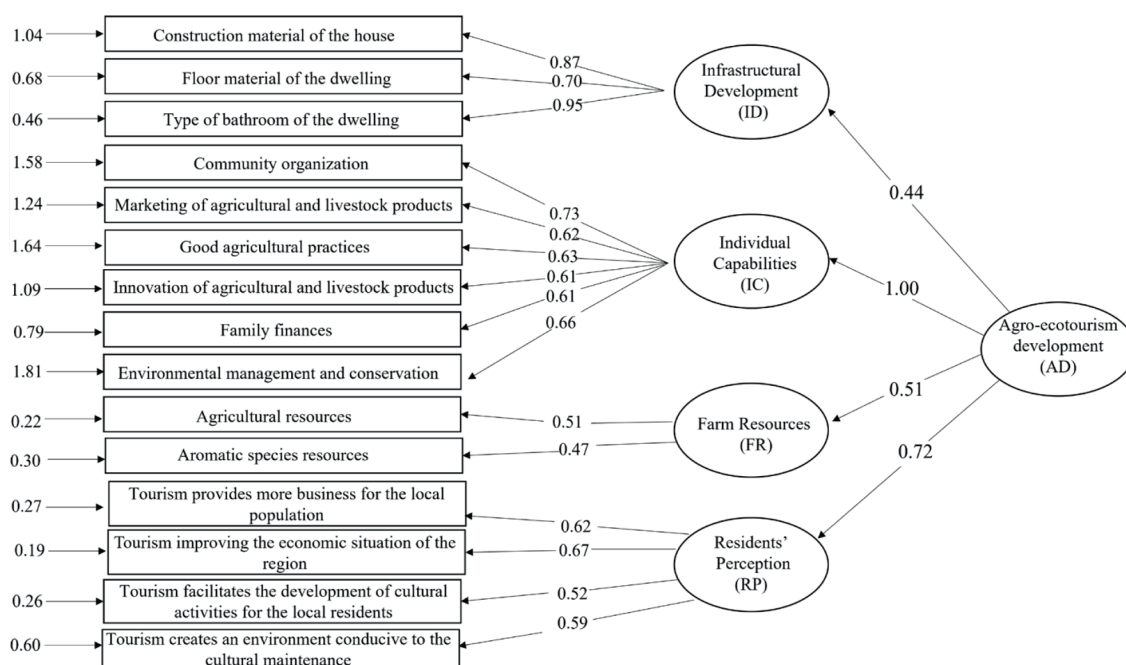 1.04
Construction material of the house
0.87
Infrastructural
Development
(ID)
0.68
Floor material of the dwelling
0.70
0.46
Type of bathroom of the dwelling
0.95
1.58
Community organization
0.44
1.24
Marketing of agricultural and livestock products
0.73
0.62
1.64
Good agricultural practices
0.63
Individual
Capabilities
(IC)
1.09
Innovation of agricultural and livestock products
0.61
0.61
1.00
0.79
Family finances
0.66
Agro-ecotourism
development
(AD)
1.81
Environmental management and conservation
0.22
Agricultural resources
0.51
Farm Resources
(FR)
0.51
0.30
Aromatic species resources
0.47
0.72
0.27
Tourism provides more business for the local
population
0.62
0.19
Tourism improving the economic situation of the
region
0.67
Residents’
Perception
(RP)
0.26
Tourism facilitates the development of cultural
activities for the local residents
0.52
0.59
0.60
Tourism creates an environment conducive to the
cultural maintenance